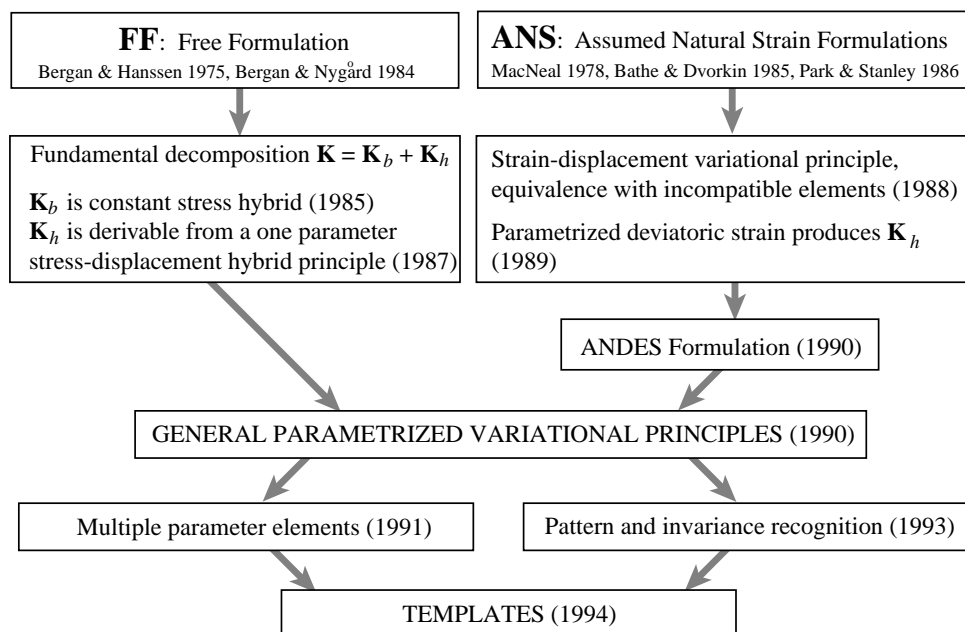 FF: Free Formulation
Bergan & Hanssen 1975, Bergan & Nygård 1984
ANS: Assumed Natural Strain Formulations
MacNeal 1978, Bathe & Dvorkin 1985, Park & Stanley 1986
Fundamental decomposition K = K_b + K_h
K_b is constant stress hybrid (1985)
K_h is derivable from a one parameter
stress-displacement hybrid principle (1987)
Strain-displacement variational principle,
equivalence with incompatible elements (1988)
Parametrized deviatoric strain produces K_h
(1989)
ANDES Formulation (1990)
GENERAL PARAMETRIZED VARIATIONAL PRINCIPLES (1990)
Multiple parameter elements (1991)
Pattern and invariance recognition (1993)
TEMPLATES (1994)